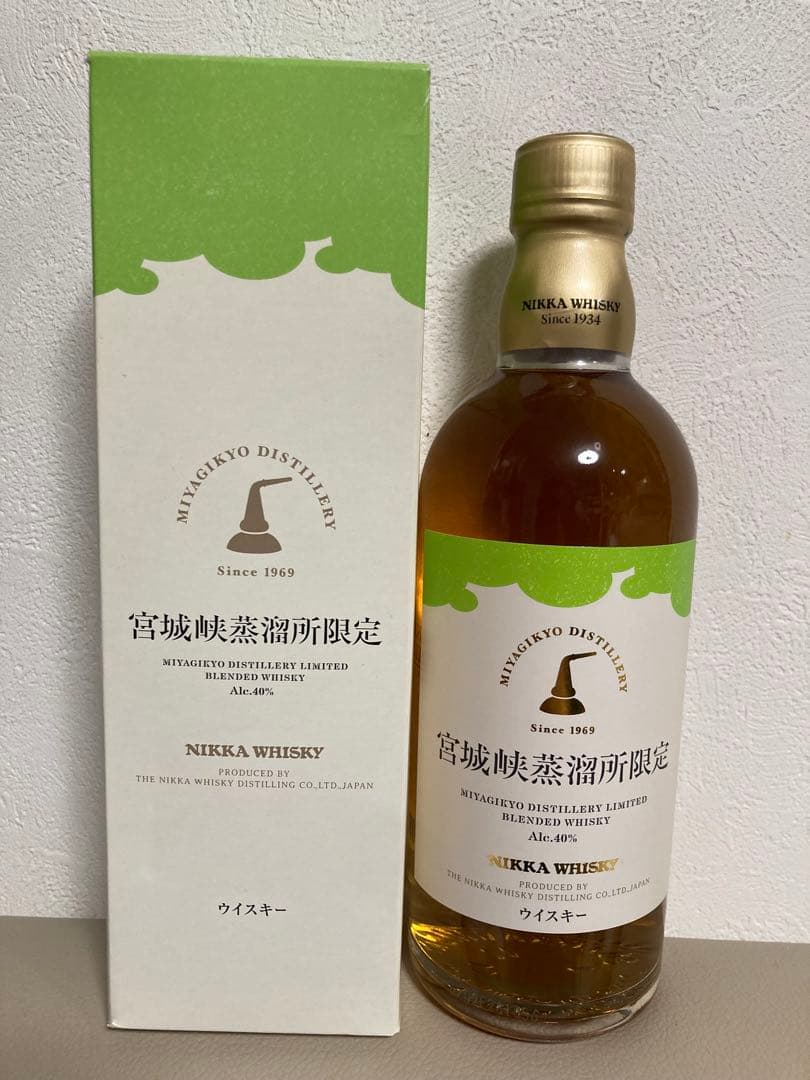 MIYAGIKYO DISTILLERY
Since 1969
宮城峡蒸溜所限定
MIYAGIKYO DISTILLERY LIMITED
BLENDED WHISKY
Alc.40%
NIKKA WHISKY
PRODUCED BY
THE NIKKA WHISKY DISTILLING CO.,LTD.,JAPAN
ウイスキー
NIKKA WHISKY
Since 1934
MIYAGIKYO DISTILLERY
Since 1969
宮城峡蒸溜所限定
MIYAGIKYO DISTILLERY LIMITED
BLENDED WHISKY
Alc.40%
NIKKA WHISKY
PRODUCED BY
THE NIKKA WHISKY DISTILLING CO.,LTD.,JAPAN
ウイスキー